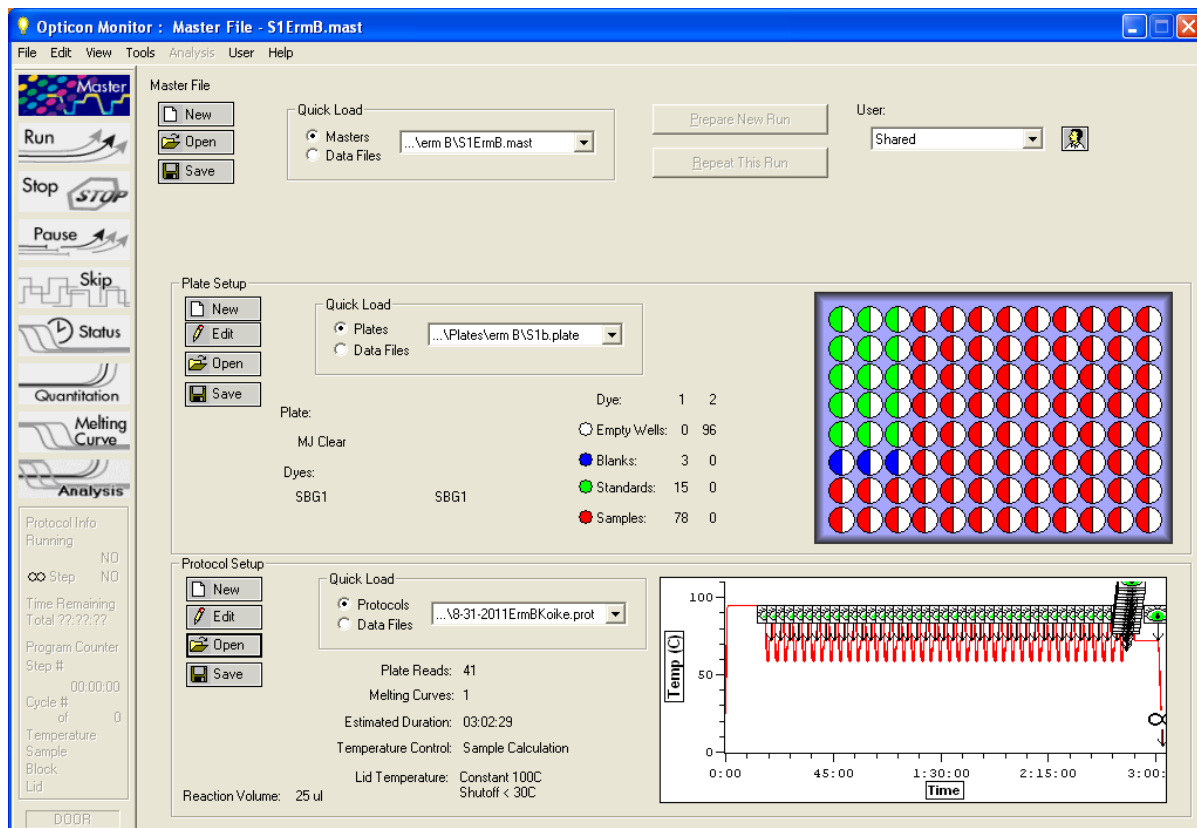 Opticon Monitor : Master File - S1ErmB.mast
File Edit View Tools Analysis User Help
Master
Run
Stop STOP
Pause
Skip
Status
Quantitation
Melting
Curve
Analysis
Protocol Info
Running
NO
∞ Step NO
Time Remaining
Total ??:??:??
Program Counter
Step #
00:00:00
Cycle #
of 0
Temperature
Sample
Block
Lid
DOOR
Master File
New
Open
Save
Quick Load
Masters
Data Files
...\erm B\S1ErmB.mast
Prepare New Run
Repeat This Run
User:
Shared
Plate Setup
New
Edit
Open
Save
Quick Load
Plates
Data Files
...\Plates\erm B\S1b.plate
Plate:
MJ Clear
Dyes:
SBG1 SBG1
Dye: 1 2
Empty Wells: 0 96
Blanks: 3 0
Standards: 15 0
Samples: 78 0
Protocol Setup
New
Edit
Open
Save
Quick Load
Protocols
Data Files
...\8-31-2011ErmBKoike.prot
Plate Reads: 41
Melting Curves: 1
Estimated Duration: 03:02:29
Temperature Control: Sample Calculation
Lid Temperature: Constant 100C
Shutoff < 30C
Reaction Volume: 25 ul
Temp (C)
100
50
0
0:00 45:00 1:30:00 2:15:00 3:00:
Time
∞